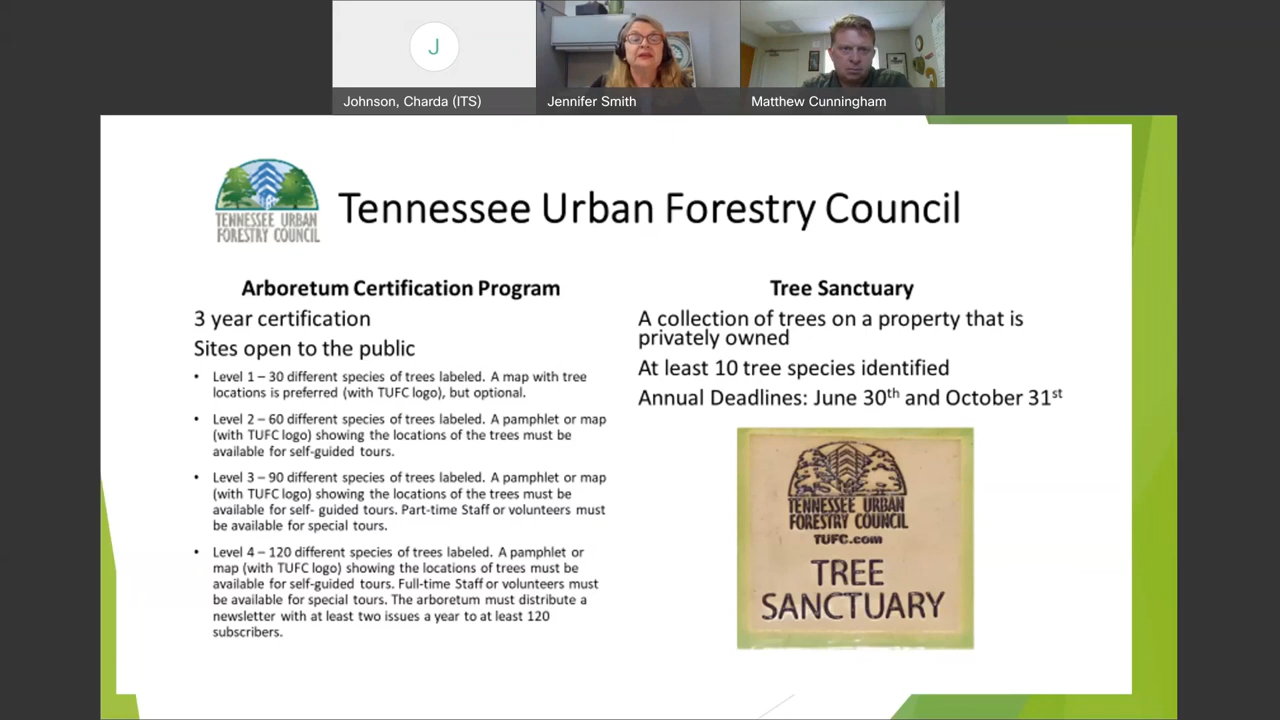 J
Johnson, Charda (ITS)
Jennifer Smith
Matthew Cunningham
TENNESSEE URBAN
FORESTRY COUNCIL
Tennessee Urban Forestry Council
Arboretum Certification Program
3 year certification
Sites open to the public
• Level 1 – 30 different species of trees labeled. A map with tree
locations is preferred (with TUFC logo), but optional.
• Level 2 – 60 different species of trees labeled. A pamphlet or map
(with TUFC logo) showing the locations of the trees must be
available for self-guided tours.
• Level 3 – 90 different species of trees labeled. A pamphlet or map
(with TUFC logo) showing the locations of the trees must be
available for self- guided tours. Part-time Staff or volunteers must
be available for special tours.
• Level 4 – 120 different species of trees labeled. A pamphlet or
map (with TUFC logo) showing the locations of the trees must be
available for self-guided tours. Full-time Staff or volunteers must
be available for special tours. The arboretum must distribute a
newsletter with at least two issues a year to at least 120
subscribers.
Tree Sanctuary
A collection of trees on a property that is
privately owned
At least 10 tree species identified
Annual Deadlines: June 30th and October 31st
TENNESSEE URBAN
FORESTRY COUNCIL
TUFC.com
TREE
SANCTUARY